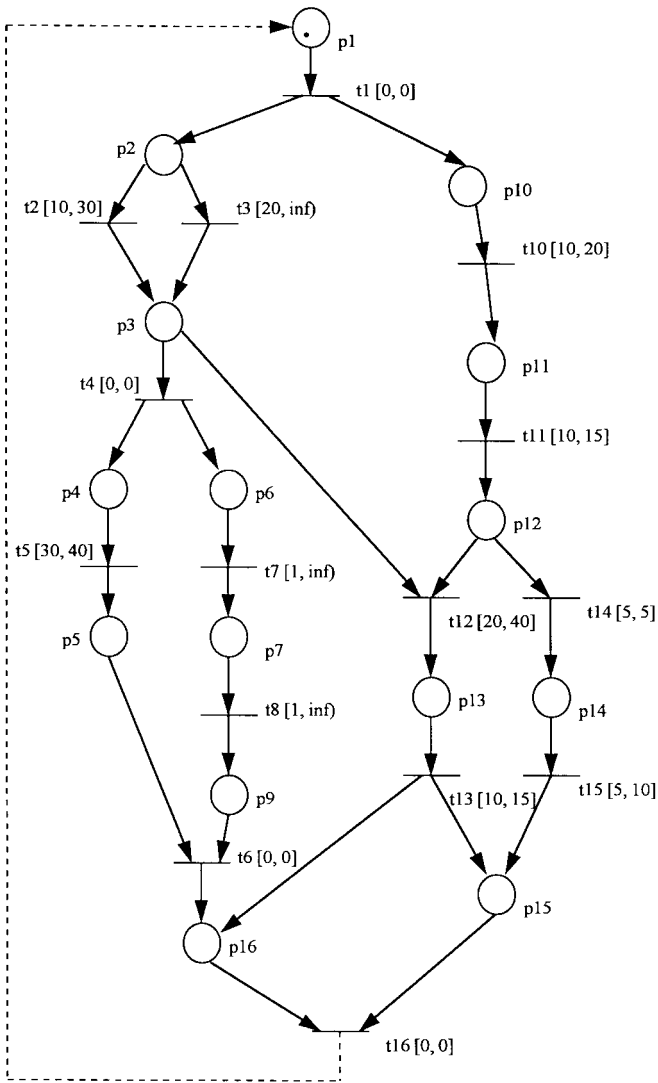 p1
t1 [0, 0]
p2
p10
t2 [10, 30]
t3 [20, inf)
t10 [10, 20]
p3
p11
t4 [0, 0]
t11 [10, 15]
p4
p6
p12
t5 [30, 40]
t7 [1, inf)
t12 [20, 40]
t14 [5, 5]
p5
p7
p13
p14
t8 [1, inf)
p9
t13 [10, 15]
t15 [5, 10]
t6 [0, 0]
p15
p16
t16 [0, 0]